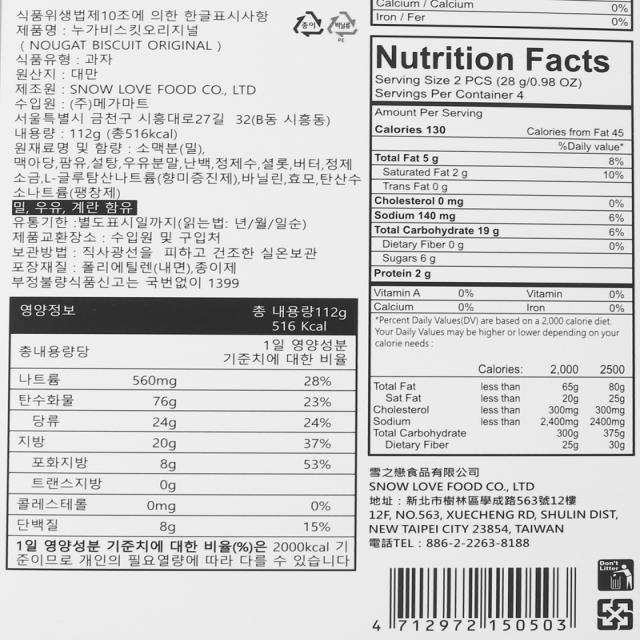 식품위생법제10조에 의한 한글표시사항
제품명 : 누가비스킷오리지널
( NOUGAT BISCUIT ORIGINAL )
식품유형 : 과자
원산지 : 대만
제조원 : SNOW LOVE FOOD CO., LTD
수입원 : (주)메가마트
서울특별시 금천구 시흥대로27길 32(B동 시흥동)
내용량 : 112g (총516kcal)
원재료명 및 함량 : 소맥분(밀),
맥아당,팜유,설탕,우유분말,난백,정제수,셜롯,버터,정제
소금,L-글루탐산나트륨(향미증진제),바닐린,효모,탄산수
소나트륨(팽창제)
밀, 우유, 계란 함유
유통기한 :별도표시일까지(읽는법: 년/월/일순)
제품교환장소 : 수입원 및 구입처
보관방법 : 직사광선을 피하고 건조한 실온보관
포장재질 : 폴리에틸렌(내면),종이제
부정불량식품신고는 국번없이 1399
종이
비닐류
PE
영양정보 총 내용량112g
516 Kcal
총내용량당 1일 영양성분
기준치에 대한 비율
나트륨 560mg 28%
탄수화물 76g 23%
당류 24g 24%
지방 20g 37%
포화지방 8g 53%
트랜스지방 0g
콜레스테롤 0mg 0%
단백질 8g 15%
1일 영양성분 기준치에 대한 비율(%)은 2000kcal 기
준이므로 개인의 필요열량에 따라 다를 수 있습니다
Calcium / Calcium 0%
Iron / Fer 0%
Nutrition Facts
Serving Size 2 PCS (28 g/0.98 OZ)
Servings Per Container 4
Amount Per Serving
Calories 130 Calories from Fat 45
%Daily value*
Total Fat 5 g 8%
Saturated Fat 2 g 10%
Trans Fat 0 g
Cholesterol 0 mg 0%
Sodium 140 mg 6%
Total Carbohydrate 19 g 6%
Dietary Fiber 0 g 0%
Sugars 6 g
Protein 2 g
Vitamin A 0% Vitamin 0%
Calcium 0% Iron 0%
*Percent Daily Values(DV) are based on a 2,000 calorie diet.
Your Daily Values may be higher or lower depending on your
calorie needs :
Calories: 2,000 2500
Total Fat less than 65g 80g
Sat Fat less than 20g 25g
Cholesterol less than 300mg 300mg
Sodium less than 2,400mg 2400mg
Total Carbohydrate 300g 375g
Dietary Fiber 25g 30g
雪之戀食品有限公司
SNOW LOVE FOOD CO., LTD
地址 : 新北市樹林區學成路563號12樓
12F, NO.563, XUECHENG RD, SHULIN DIST,
NEW TAIPEI CITY 23854, TAIWAN
電話TEL : 886-2-2263-8188
Don't
Litter
4 712972 150503